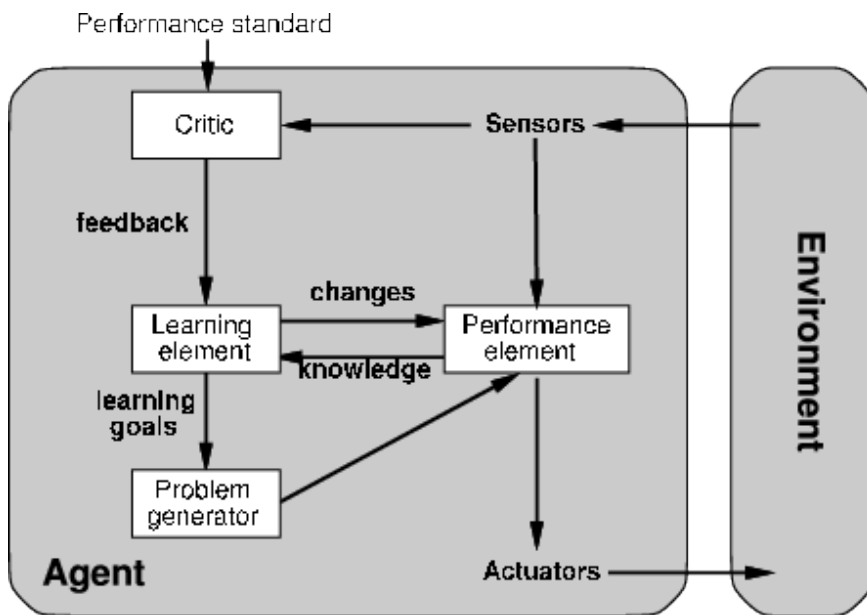 Performance standard
Critic
Sensors
feedback
changes
Learning
element
Performance
element
knowledge
learning
goals
Problem
generator
Agent
Actuators
Environment